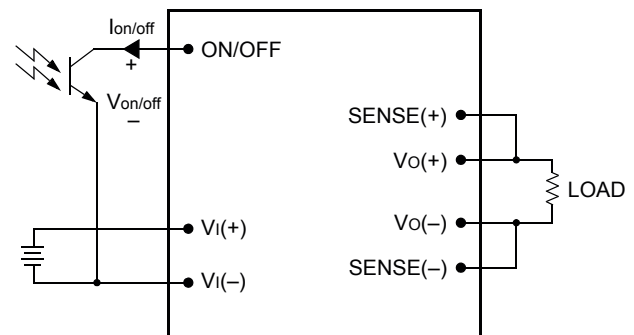 Ion/off
ON/OFF
+
Von/off
–
SENSE(+)
VO(+)
LOAD
VO(–)
SENSE(–)
VI(+)
VI(–)